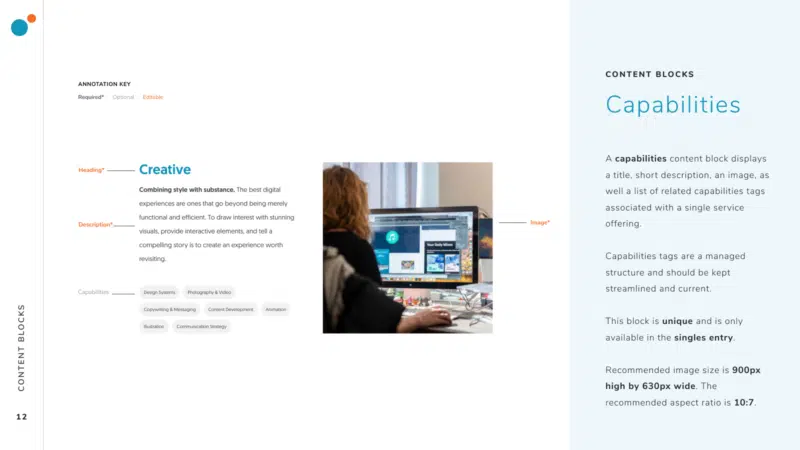 ANNOTATION KEY
Required* Optional Editable
Heading*
Creative
Description*
Combining style with substance. The best digital
experiences are ones that go beyond being merely
functional and efficient. To draw interest with stunning
visuals, provide interactive elements, and tell a
compelling story is to create an experience worth
revisiting.
Capabilities
Design Systems Photography & Video
Copywriting & Messaging Content Development Animation
Illustration Communication Strategy
Your Daily Mixes
Image*
CONTENT BLOCKS
12
CONTENT BLOCKS
Capabilities
A capabilities content block displays
a title, short description, an image, as
well a list of related capabilities tags
associated with a single service
offering.
Capabilities tags are a managed
structure and should be kept
streamlined and current.
This block is unique and is only
available in the singles entry.
Recommended image size is 900px
high by 630px wide. The
recommended aspect ratio is 10:7.